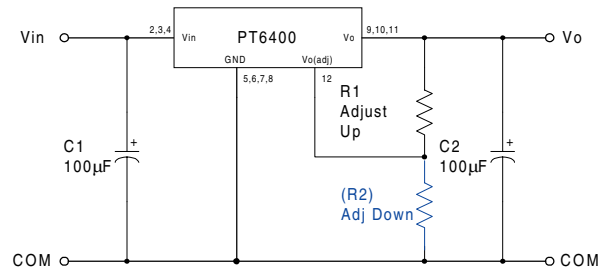 Vin
2,3,4
Vin
PT6400
Vo
9,10,11
Vo
GND
Vo(adj)
5,6,7,8
12
R1
Adjust
Up
C1
100µF
+
C2
100µF
+
(R2)
Adj Down
COM
COM